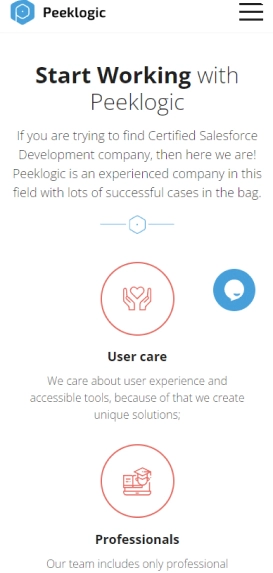 Peeklogic
Start Working with
Peeklogic
If you are trying to find Certified Salesforce
Development company, then here we are!
Peeklogic is an experienced company in this
field with lots of successful cases in the bag.
User care
We care about user experience and
accessible tools, because of that we create
unique solutions;
Professionals
Our team includes only professional